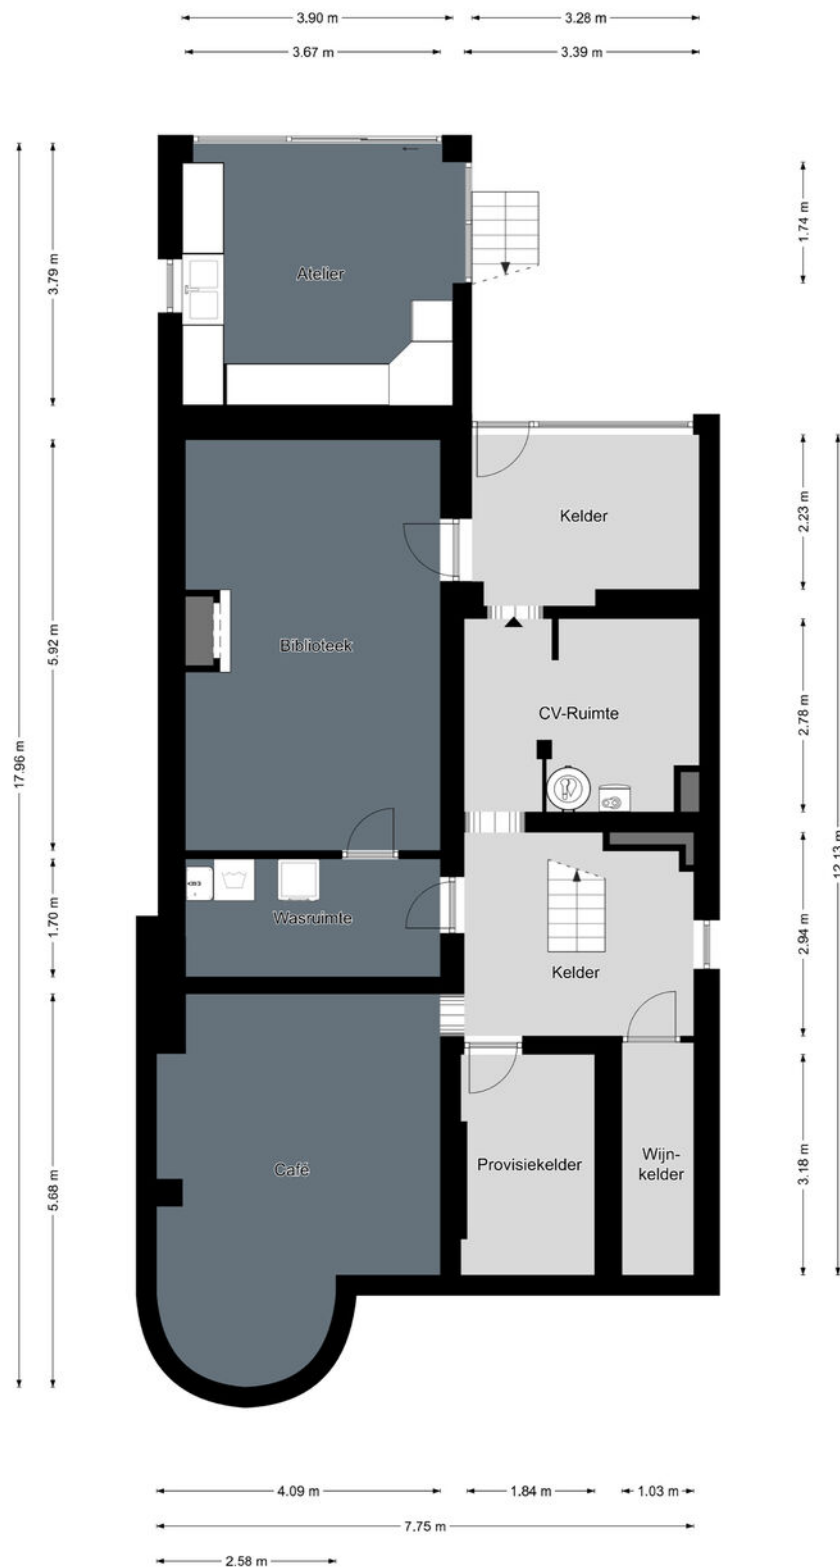 3.90 m
3.28 m
3.67 m
3.39 m
1.74 m
3.79 m
Atelier
2.23 m
Kelder
5.92 m
Biblioteek
17.96 m
CV-Ruimte
2.78 m
12.13 m
1.70 m
Wasruimte
2.94 m
Kelder
5.68 m
Café
Provisiekelder
Wijn-
kelder
3.18 m
4.09 m
1.84 m
1.03 m
7.75 m
2.58 m